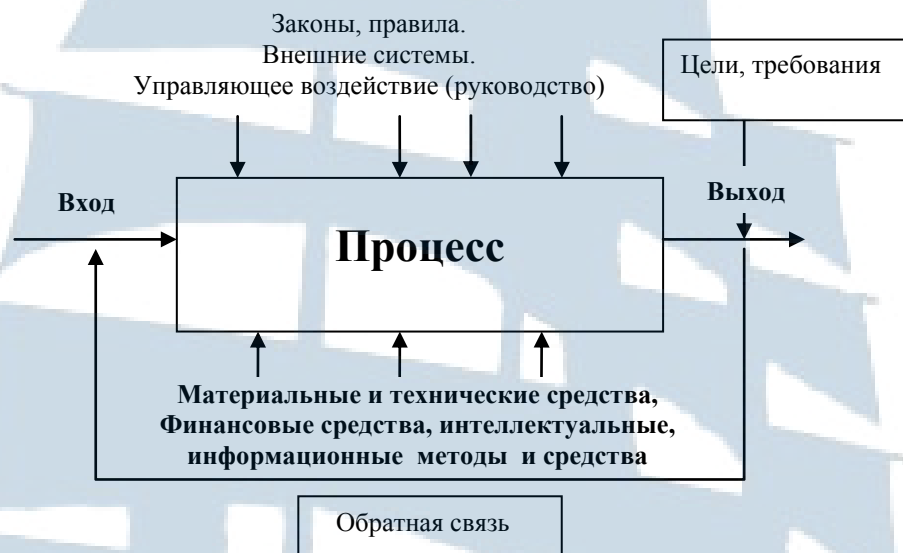 Законы, правила.
Внешние системы.
Управляющее воздействие (руководство)
Цели, требования
Вход
Выход
Процесс
Материальные и технические средства,
Финансовые средства, интеллектуальные,
информационные методы и средства
Обратная связь